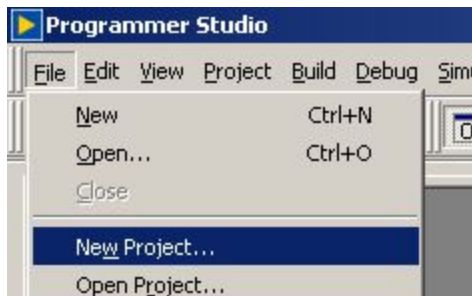 Programmer Studio
File Edit View Project Build Debug
New Ctrl+N
Open... Ctrl+O
Close
New Project...
Open Project...